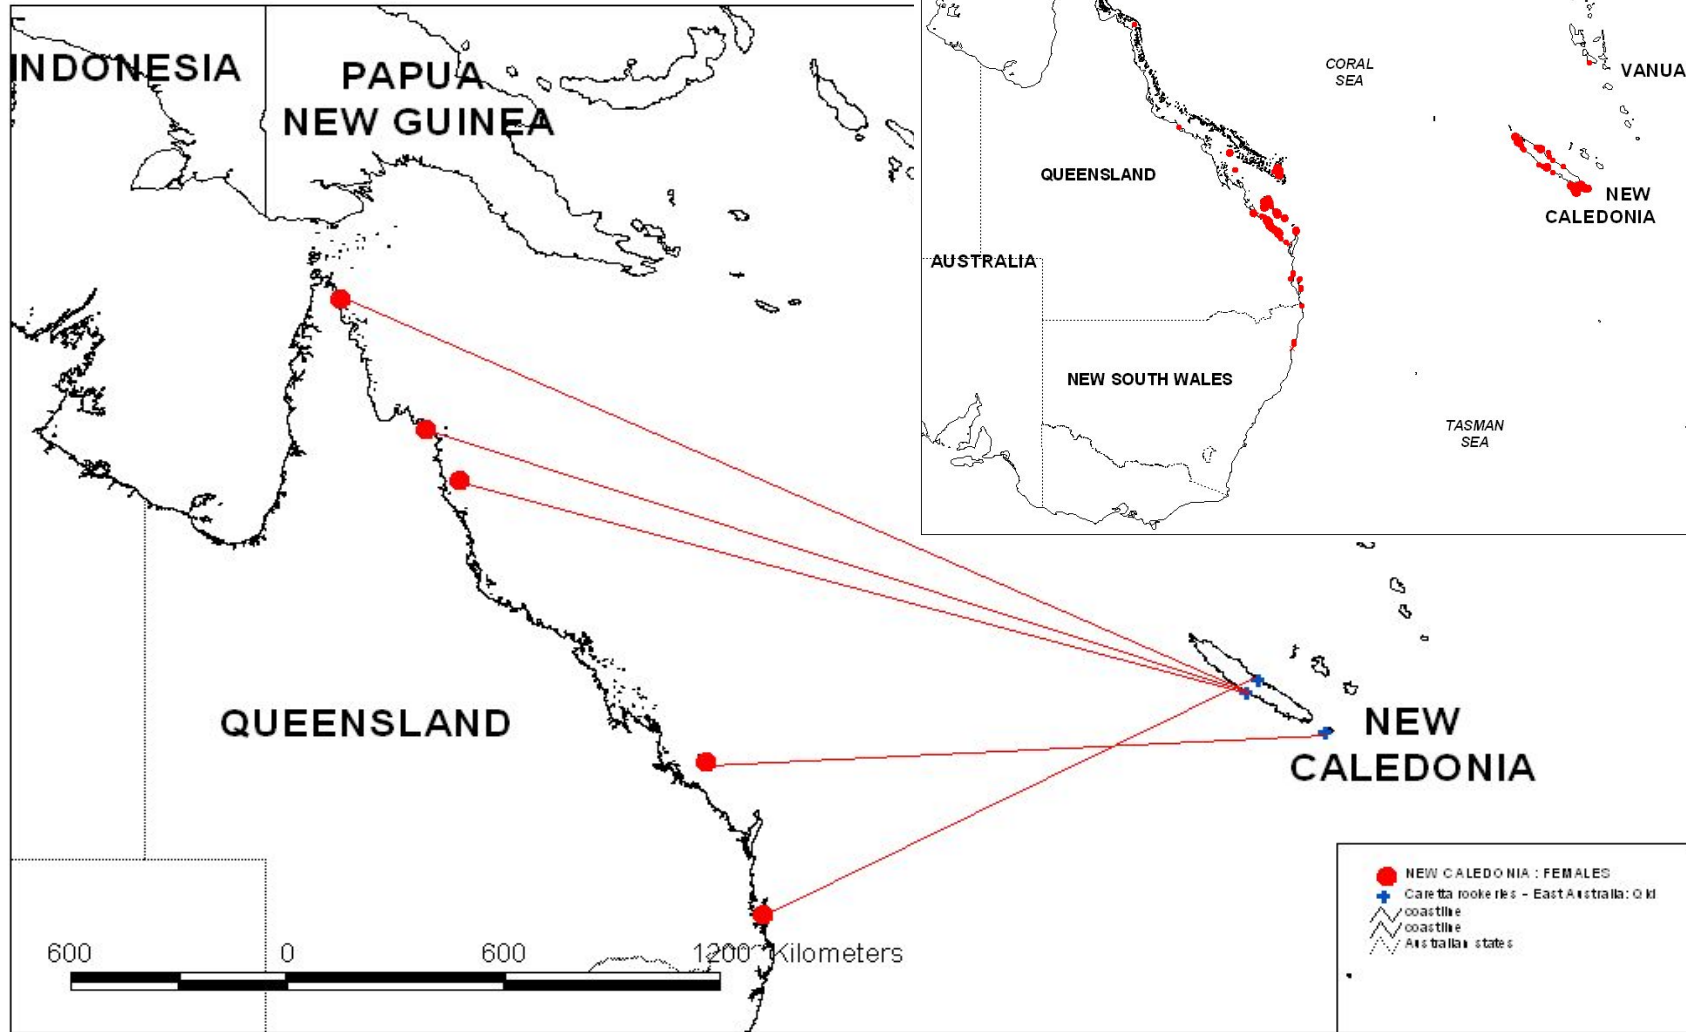 INDONESIA
PAPUA
NEW GUINEA
QUEENSLAND
NEW
CALEDONIA
600 0 600 1200 Kilometers
CORAL
SEA
VANUA
QUEENSLAND
NEW
CALEDONIA
AUSTRALIA
NEW SOUTH WALES
TASMAN
SEA
NEW CALEDONIA : FEMALES
Caretta rookeries - East Australia: Qld
coastline
coastline
Australian states